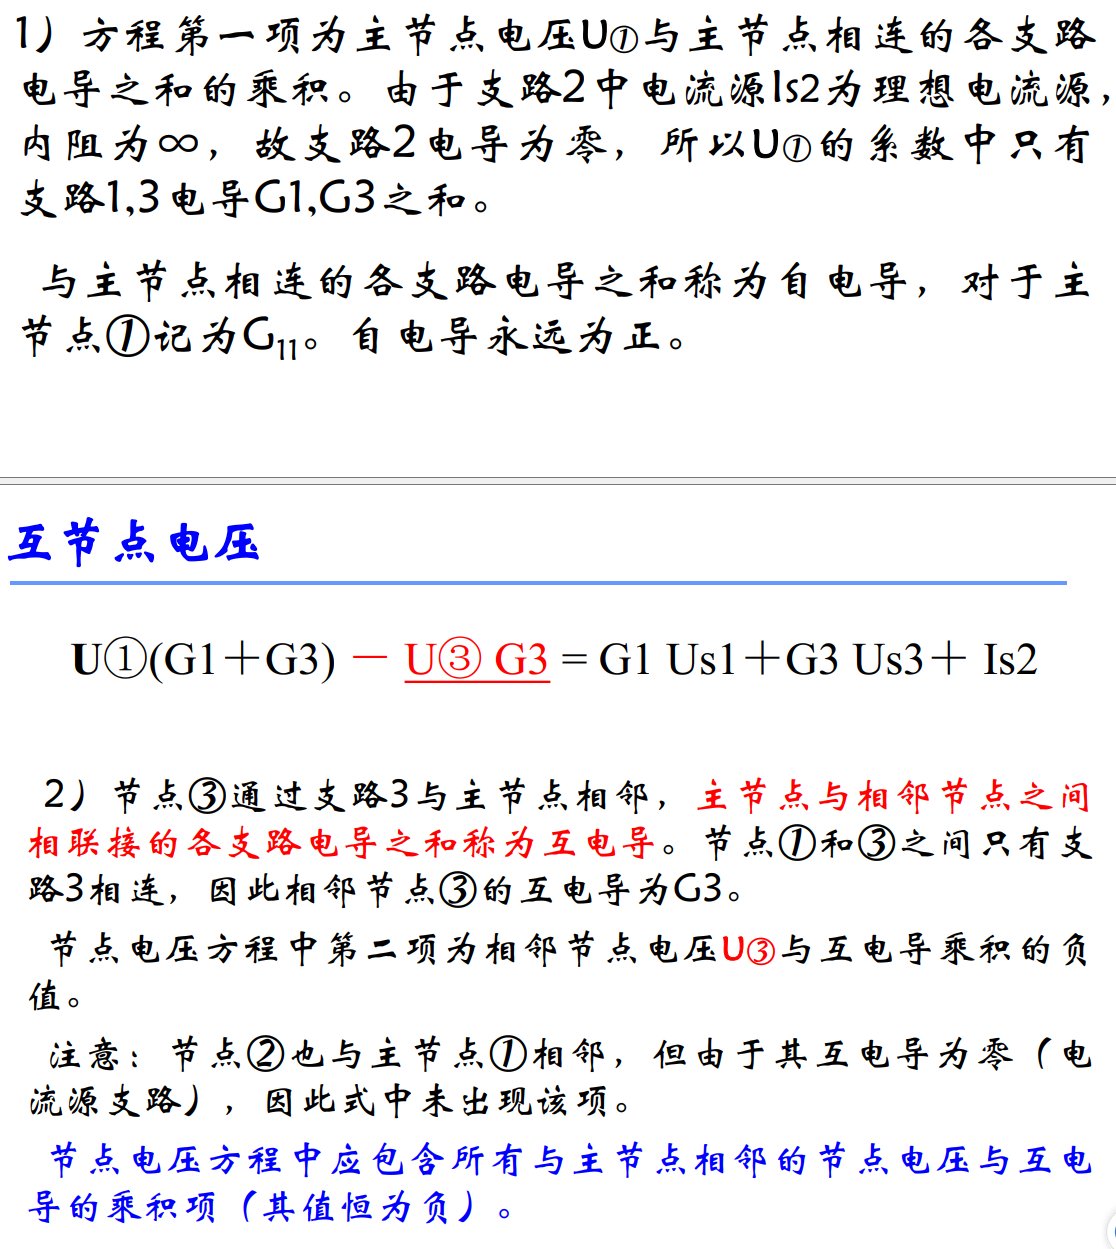 1）方程第一项为主节点电压U①与主节点相连的各支路
电导之和的乘积。由于支路2中电流源Is2为理想电流源，
内阻为∞，故支路2电导为零，所以U①的系数中只有
支路1,3电导G1,G3之和。
与主节点相连的各支路电导之和称为自电导，对于主
节点①记为G₁₁。自电导永远为正。
互节点电压
U①(G1＋G3) － U③ G3 = G1 Us1＋G3 Us3＋ Is2
2）节点③通过支路3与主节点相邻，主节点与相邻节点之间
相联接的各支路电导之和称为互电导。节点①和③之间只有支
路3相连，因此相邻节点③的互电导为G3。
节点电压方程中第二项为相邻节点电压U③与互电导乘积的负
值。
注意：节点②也与主节点①相邻，但由于其互电导为零（电
流源支路），因此式中未出现该项。
节点电压方程中应包含所有与主节点相邻的节点电压与互电
导的乘积项（其值恒为负）。